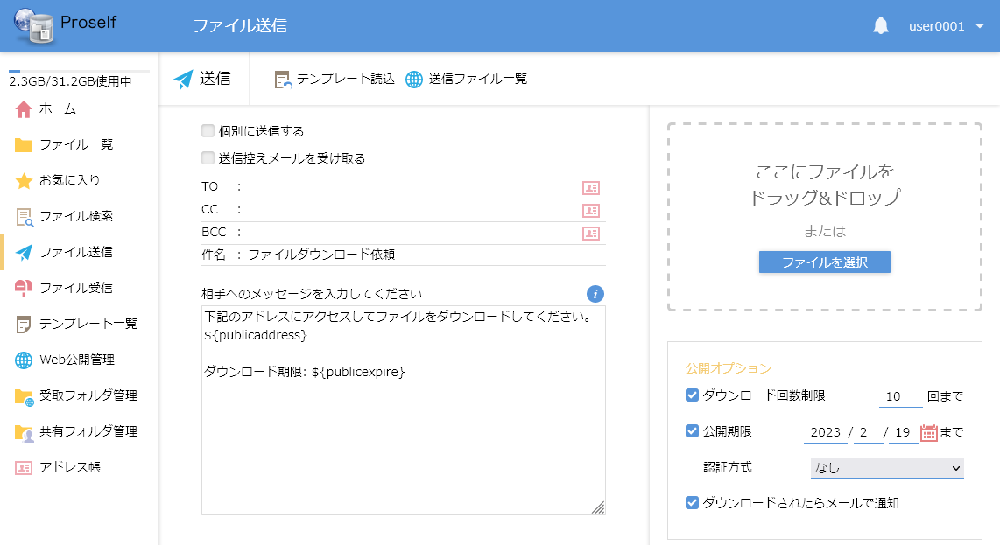 Proself
ファイル送信
user0001
2.3GB/31.2GB使用中
ホーム
ファイル一覧
お気に入り
ファイル検索
ファイル送信
ファイル受信
テンプレート一覧
Web公開管理
受取フォルダ管理
共有フォルダ管理
アドレス帳
送信
テンプレート読込
送信ファイル一覧
個別に送信する
送信控えメールを受け取る
TO :
CC :
BCC :
件名 : ファイルダウンロード依頼
相手へのメッセージを入力してください
下記のアドレスにアクセスしてファイルをダウンロードしてください。
${publicaddress}
ダウンロード期限: ${publicexpire}
ここにファイルを
ドラッグ&ドロップ
または
ファイルを選択
公開オプション
ダウンロード回数制限 10 回まで
公開期限 2023 / 2 / 19 まで
認証方式 なし
ダウンロードされたらメールで通知